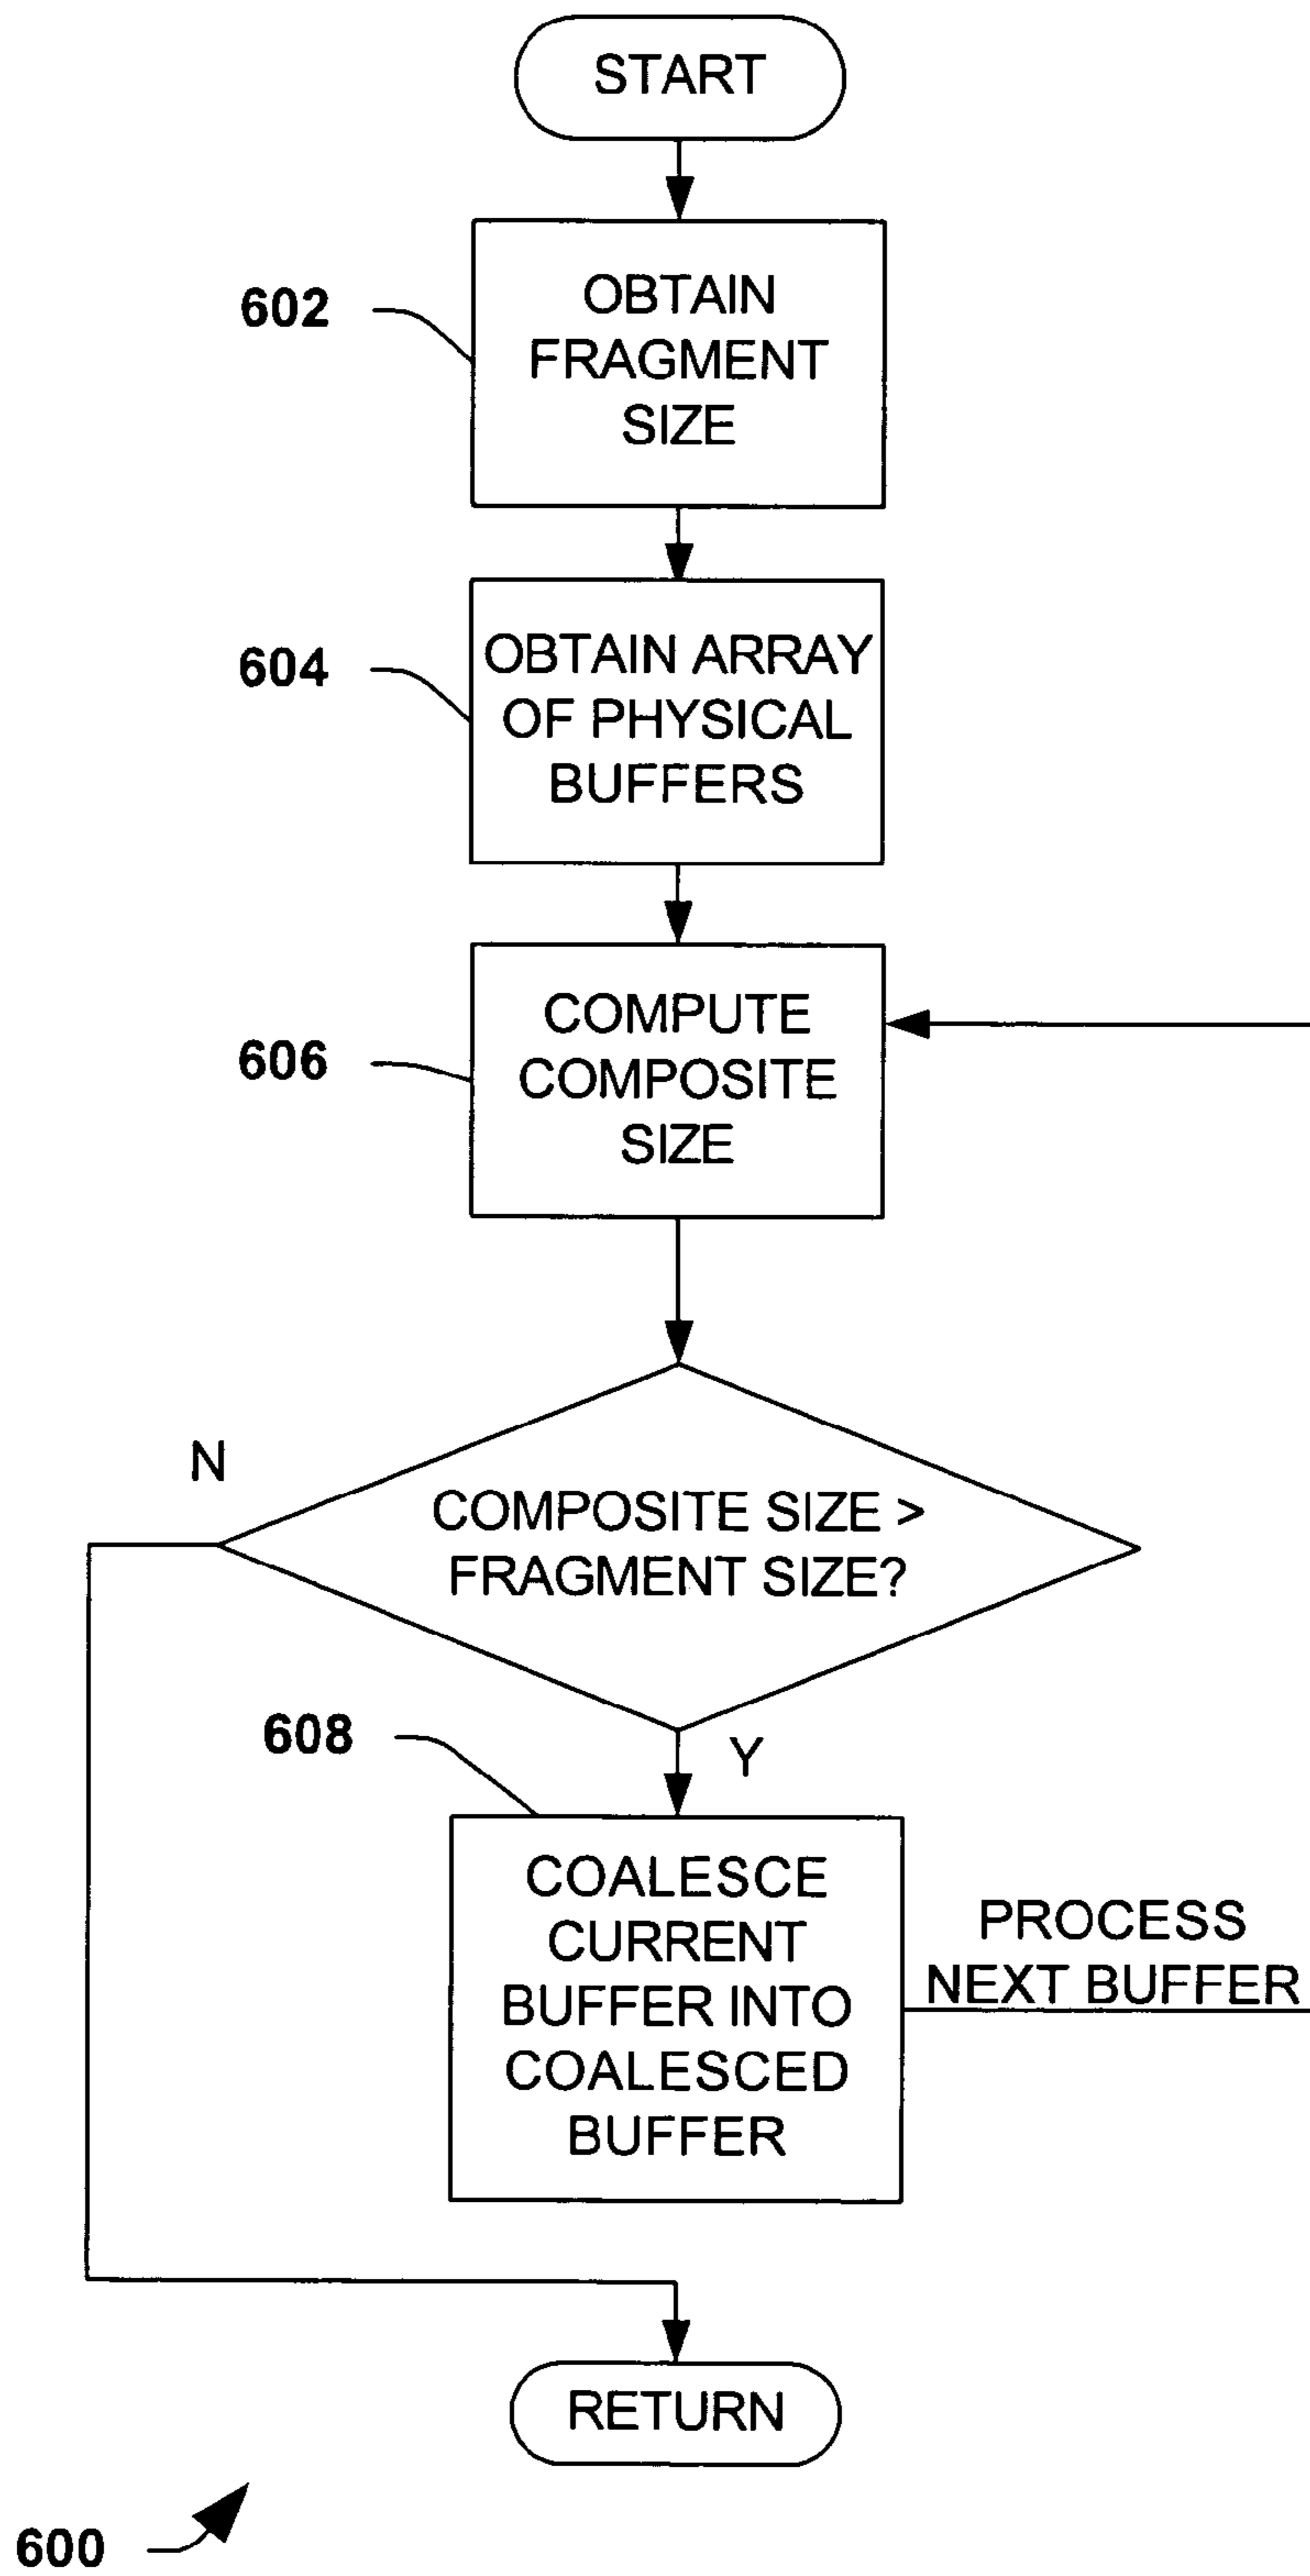 START
602
OBTAIN
FRAGMENT
SIZE
604
OBTAIN ARRAY
OF PHYSICAL
BUFFERS
606
COMPUTE
COMPOSITE
SIZE
N
COMPOSITE SIZE >
FRAGMENT SIZE?
608
Y
COALESCE
CURRENT
BUFFER INTO
COALESCED
BUFFER
PROCESS
NEXT BUFFER
RETURN
600